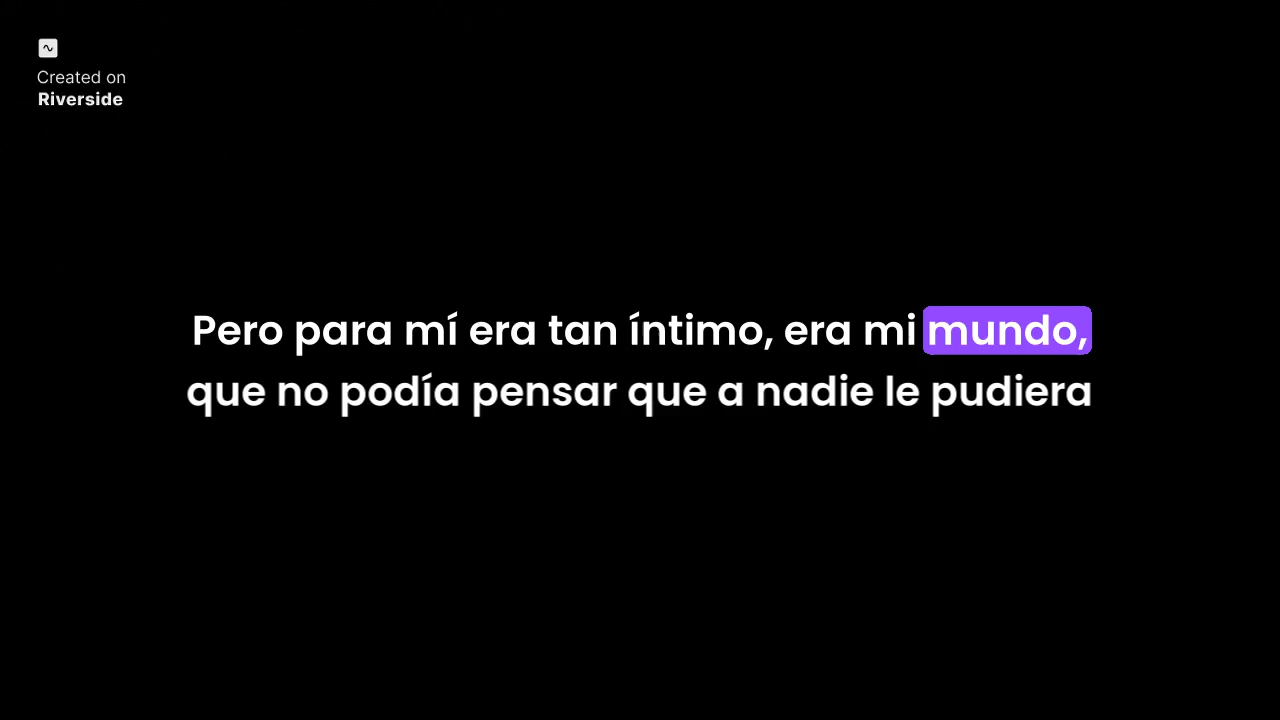 Created on
Riverside
Pero para mí era tan íntimo, era mi mundo,
que no podía pensar que a nadie le pudiera